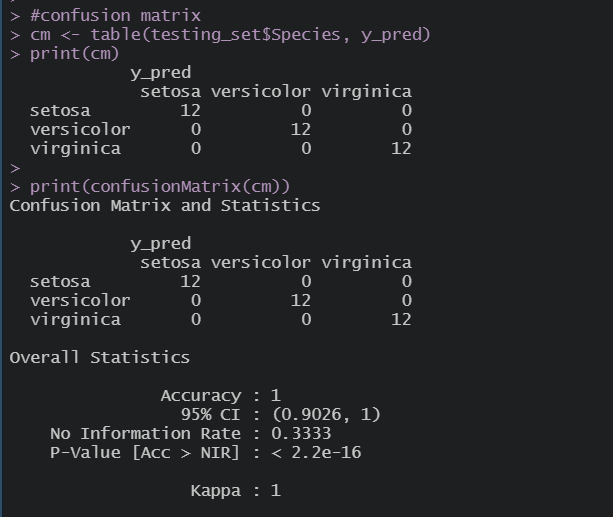 > #confusion matrix
> cm <- table(testing_set$Species, y_pred)
> print(cm)
y_pred
setosa versicolor virginica
setosa 12 0 0
versicolor 0 12 0
virginica 0 0 12
>
> print(confusionMatrix(cm))
Confusion Matrix and Statistics
y_pred
setosa versicolor virginica
setosa 12 0 0
versicolor 0 12 0
virginica 0 0 12
Overall Statistics
Accuracy : 1
95% CI : (0.9026, 1)
No Information Rate : 0.3333
P-Value [Acc > NIR] : < 2.2e-16
Kappa : 1